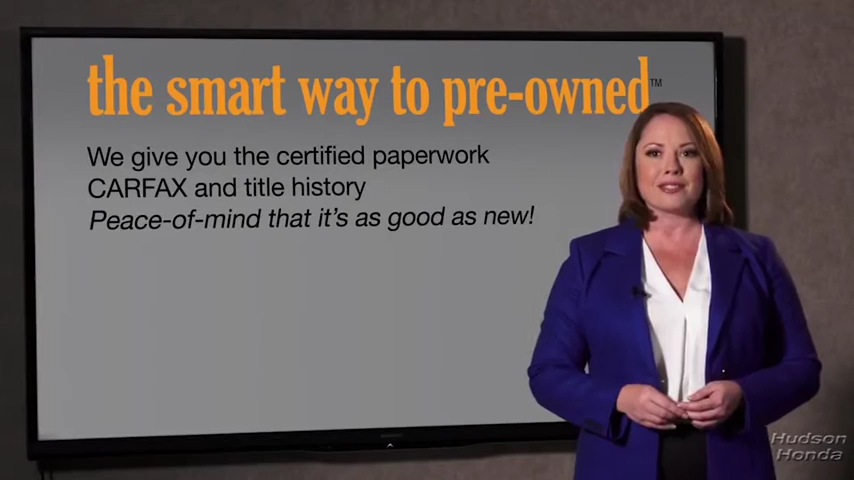 the smart way to pre-owned™
We give you the certified paperwork
CARFAX and title history
Peace-of-mind that it's as good as new!
Hudson
Honda